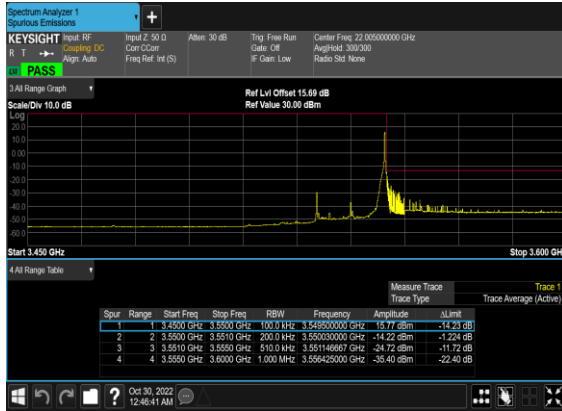 Spectrum Analyzer 1
Spurious Emissions
+
KEYSIGHT Input: RF Input Z: 50 Ω Atten: 30 dB Trig: Free Run Center Freq: 22.005000000 GHz
R T Coupling: DC Corr CCorr Gate: Off Avg|Hold: 300/300
Align: Auto Freq Ref: Int (S) IF Gain: Low Radio Std: None
LXI PASS
3 All Range Graph
Ref Lvl Offset 15.69 dB
Scale/Div 10.0 dB Ref Value 30.00 dBm
Log
20.0
10.0
0.00
-10.0
-20.0
-30.0
-40.0
-50.0
-60.0
Start 3.450 GHz Stop 3.600 GH
4 All Range Table
Measure Trace Trace 1
Trace Type Trace Average (Active)
Spur Range Start Freq Stop Freq RBW Frequency Amplitude ΔLimit
1 1 3.4500 GHz 3.5500 GHz 100.0 kHz 3.549500000 GHz 15.77 dBm -14.23 dB
2 2 3.5500 GHz 3.5510 GHz 200.0 kHz 3.550030000 GHz -14.22 dBm -1.224 dB
3 3 3.5510 GHz 3.5550 GHz 510.0 kHz 3.551146667 GHz -24.72 dBm -11.72 dB
4 4 3.5550 GHz 3.6000 GHz 1.000 MHz 3.556425000 GHz -35.40 dBm -22.40 dB
? Oct 30, 2022
12:46:41 AM